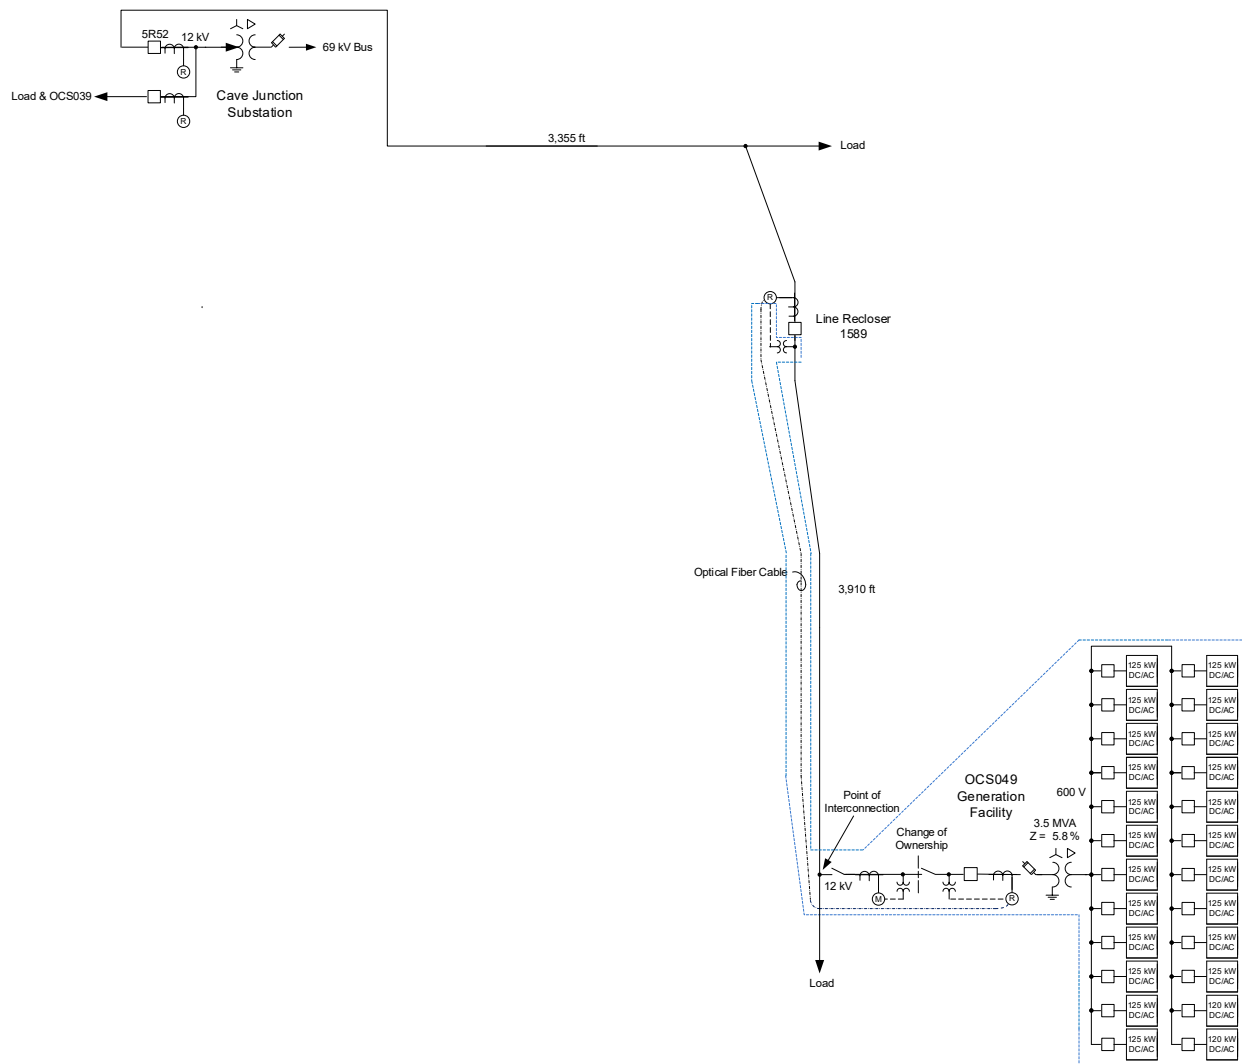 5R52
12 kV
69 kV Bus
R
Load & OCS039
R
Cave Junction
Substation
3,355 ft
Load
R
Line Recloser
1589
Optical Fiber Cable
3,910 ft
Point of
Interconnection
Change of
Ownership
OCS049
Generation
Facility
600 V
3.5 MVA
Z = 5.8 %
12 kV
M
R
Load
125 kW
DC/AC
125 kW
DC/AC
125 kW
DC/AC
125 kW
DC/AC
125 kW
DC/AC
125 kW
DC/AC
125 kW
DC/AC
125 kW
DC/AC
125 kW
DC/AC
125 kW
DC/AC
125 kW
DC/AC
125 kW
DC/AC
125 kW
DC/AC
125 kW
DC/AC
125 kW
DC/AC
125 kW
DC/AC
125 kW
DC/AC
125 kW
DC/AC
125 kW
DC/AC
125 kW
DC/AC
125 kW
DC/AC
120 kW
DC/AC
125 kW
DC/AC
120 kW
DC/AC